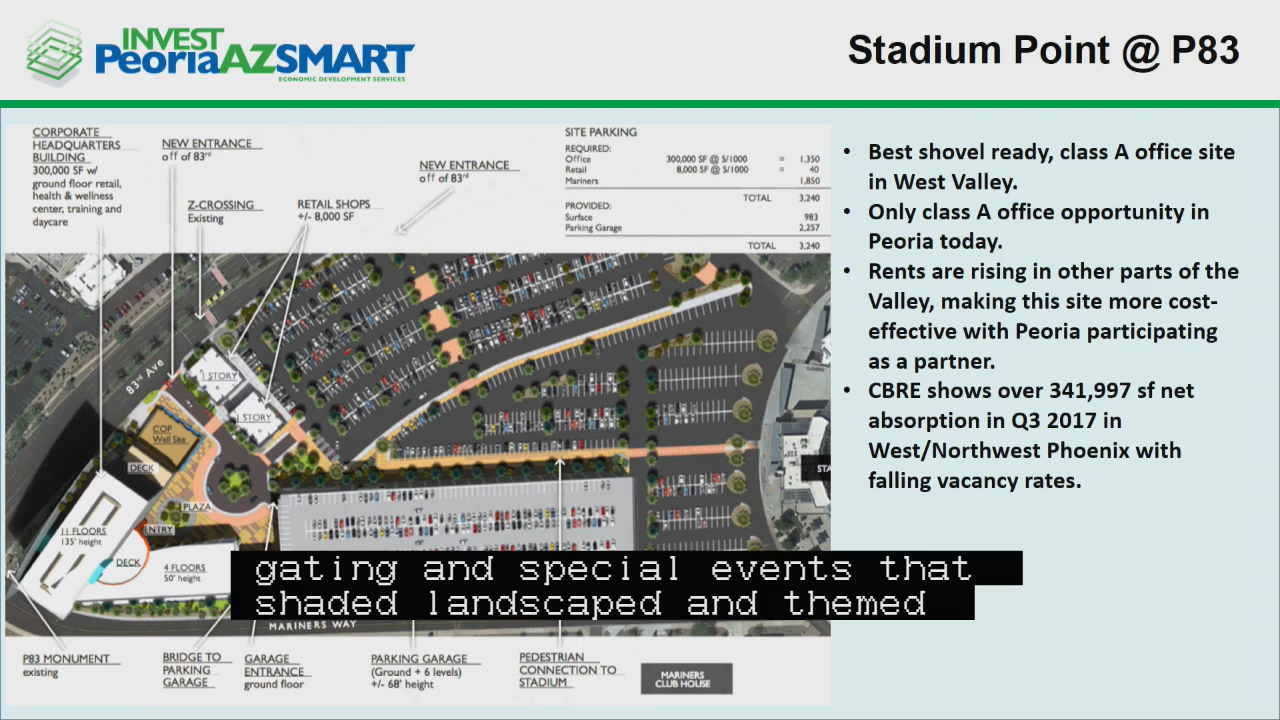 INVEST
PeoriaAZSMART
ECONOMIC DEVELOPMENT SERVICES
Stadium Point @ P83
CORPORATE
HEADQUARTERS
BUILDING
300,000 SF w/
ground floor retail,
health & wellness
center, training and
daycare
NEW ENTRANCE
off of 83rd
Z-CROSSING
Existing
RETAIL SHOPS
+/- 8,000 SF
NEW ENTRANCE
off of 83rd
SITE PARKING
REQUIRED:
Office 300,000 SF @ 5/1000 = 1,350
Retail 8,000 SF @ 5/1000 = 40
Mariners 1,850
TOTAL 3,240
PROVIDED:
Surface 983
Parking Garage 2,257
TOTAL 3,240
83rd Ave
1 STORY
1 STORY
COP
Well Site
DECK
PLAZA
ENTRY
11 FLOORS
135' height
DECK
4 FLOORS
50' height
STA
MARINERS WAY
P83 MONUMENT
existing
BRIDGE TO
PARKING
GARAGE
GARAGE
ENTRANCE
ground floor
PARKING GARAGE
(Ground + 6 levels)
+/- 68' height
PEDESTRIAN
CONNECTION TO
STADIUM
MARINERS
CLUB HOUSE
• Best shovel ready, class A office site
in West Valley.
• Only class A office opportunity in
Peoria today.
• Rents are rising in other parts of the
Valley, making this site more cost-
effective with Peoria participating
as a partner.
• CBRE shows over 341,997 sf net
absorption in Q3 2017 in
West/Northwest Phoenix with
falling vacancy rates.
gating and special events that
shaded landscaped and themed